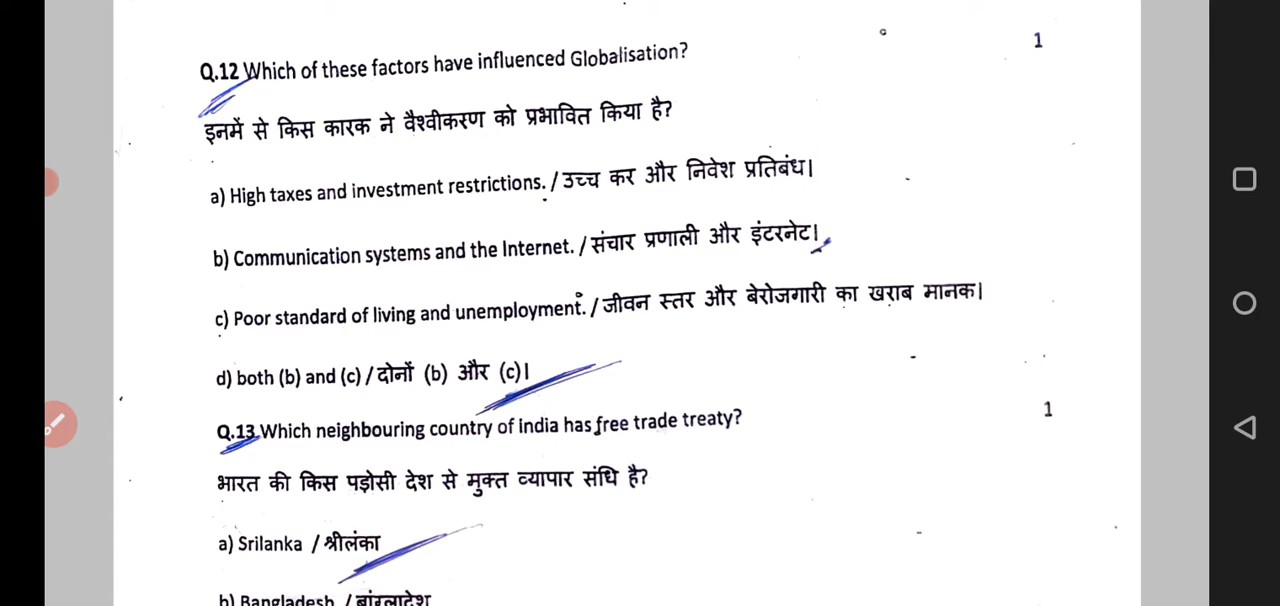 Q.12 Which of these factors have influenced Globalisation?
1
इनमें से किस कारक ने वैश्वीकरण को प्रभावित किया है?
a) High taxes and investment restrictions. / उच्च कर और निवेश प्रतिबंध।
b) Communication systems and the Internet. / संचार प्रणाली और इंटरनेट।
c) Poor standard of living and unemployment. / जीवन स्तर और बेरोजगारी का खराब मानक।
d) both (b) and (c) / दोनों (b) और (c)।
Q.13 Which neighbouring country of india has free trade treaty?
1
भारत की किस पड़ोसी देश से मुक्त व्यापार संधि है?
a) Srilanka / श्रीलंका
b) Bangladesh / बांग्लादेश